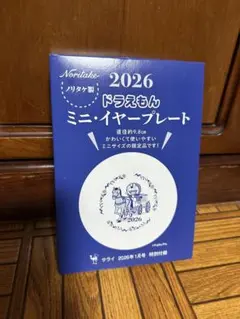 Noritake
ノリタケ製
2026
ドラえもん
ミニ・イヤープレート
直径約9.8cm
かわいくて使いやすい
ミニサイズの限定品です!
2026
サライ 2026年1月号 特別付録